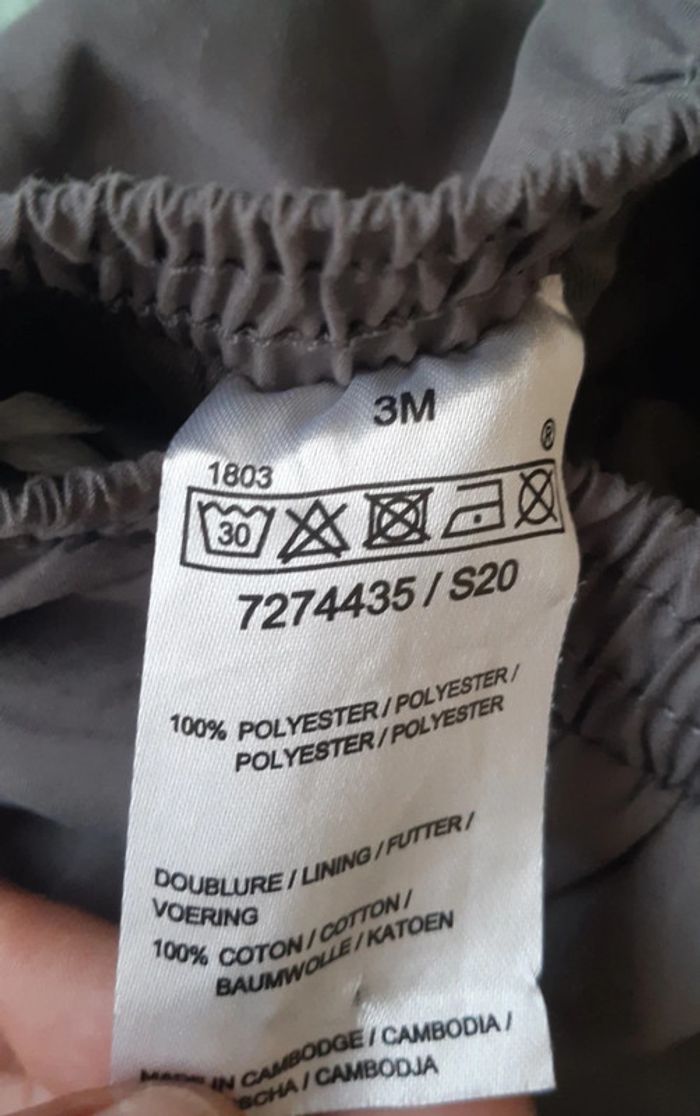 3M
®
1803
30
7274435 / S20
100% POLYESTER / POLYESTER /
POLYESTER / POLYESTER
DOUBLURE / LINING / FUTTER /
VOERING
100% COTON / COTTON /
BAUMWOLLE / KATOEN
IN CAMBODGE / CAMBODIA /
/ CAMBODJA